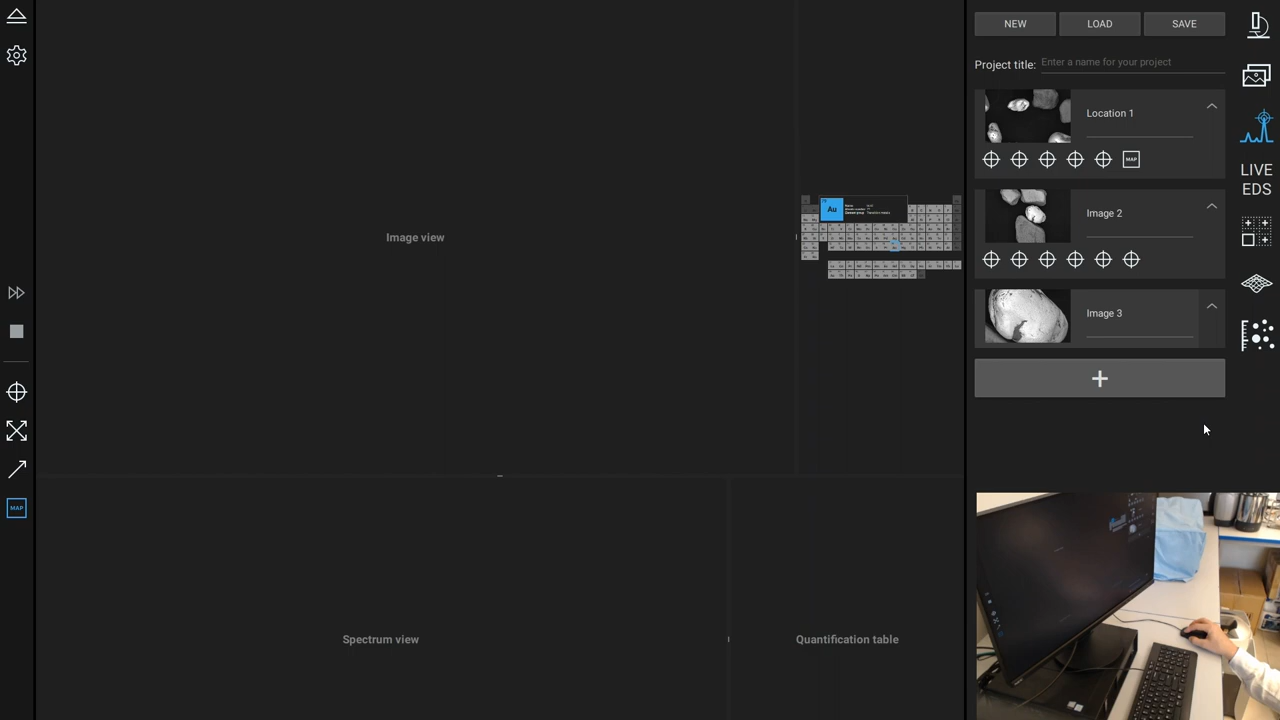 NEW LOAD SAVE
Project title: Enter a name for your project
Location 1
MAP
Image 2
Image 3
LIVE
EDS
Image view
Au
MAP
Spectrum view
Quantification table